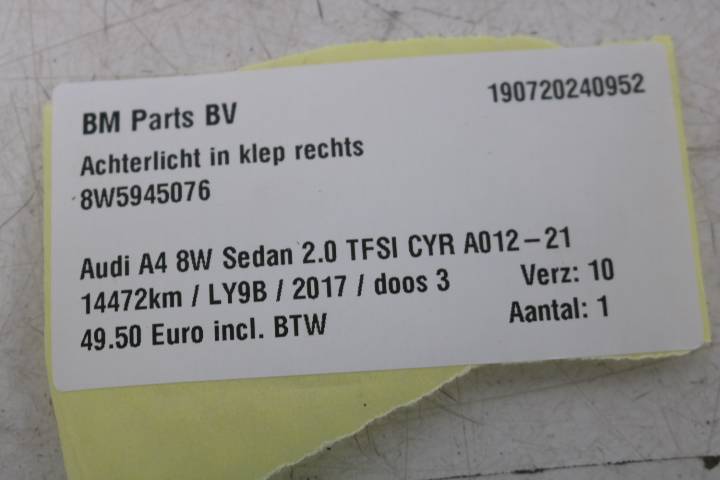 BM Parts BV
190720240952
Achterlicht in klep rechts
8W5945076
Audi A4 8W Sedan 2.0 TFSI CYR A012-21
14472km / LY9B / 2017 / doos 3
Verz: 10
49.50 Euro incl. BTW
Aantal: 1